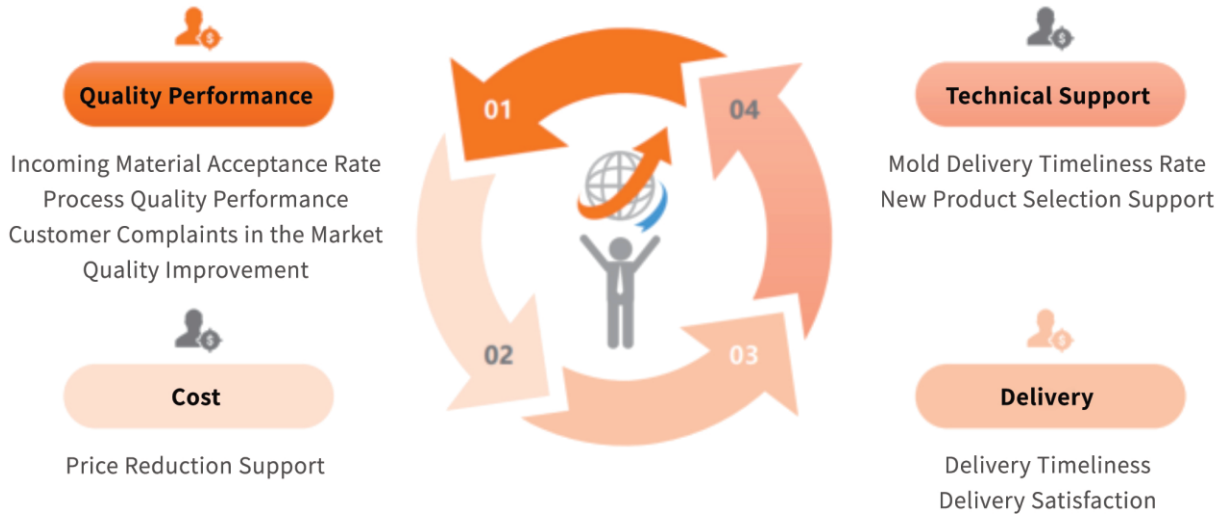 Quality Performance
Incoming Material Acceptance Rate
Process Quality Performance
Customer Complaints in the Market
Quality Improvement
Cost
Price Reduction Support
01
02
03
04
Technical Support
Mold Delivery Timeliness Rate
New Product Selection Support
Delivery
Delivery Timeliness
Delivery Satisfaction
$
$
$
$